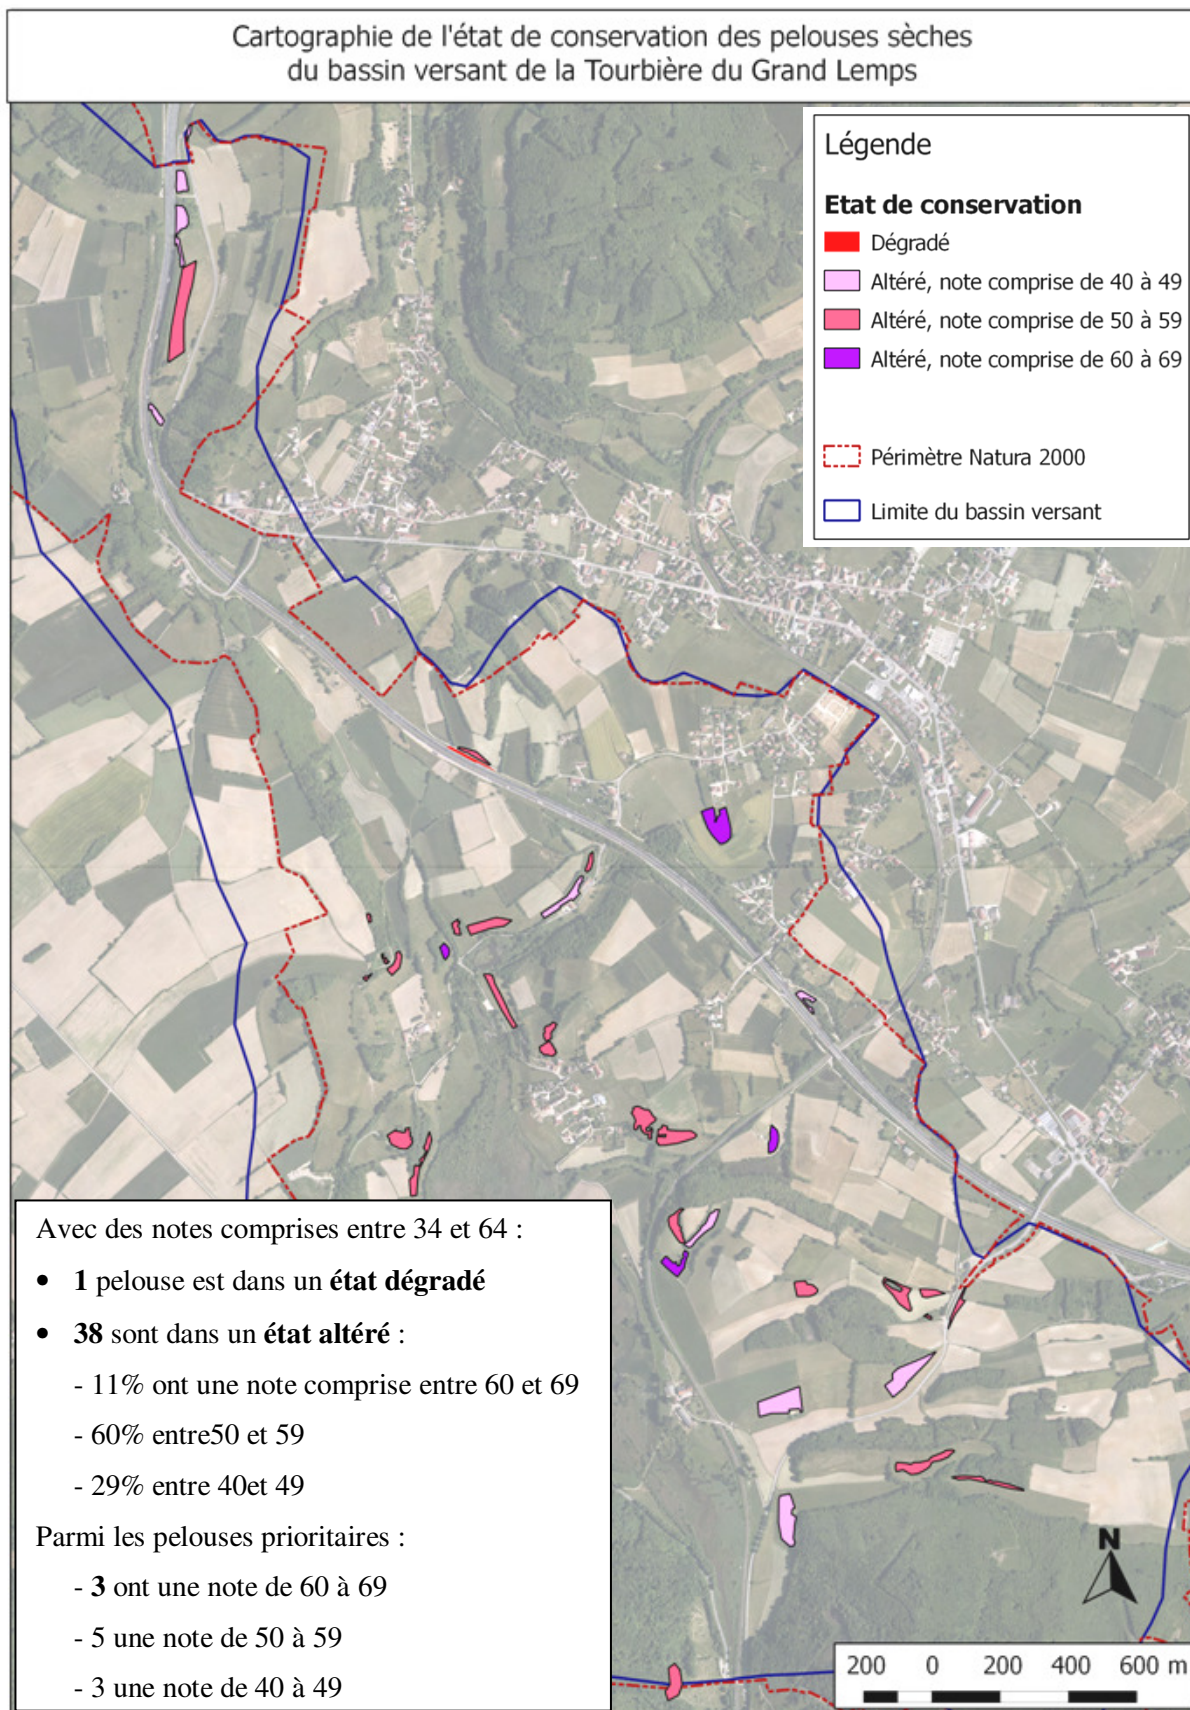 Cartographie de l'état de conservation des pelouses sèches
du bassin versant de la Tourbière du Grand Lemps
Légende
Etat de conservation
Dégradé
Altéré, note comprise de 40 à 49
Altéré, note comprise de 50 à 59
Altéré, note comprise de 60 à 69
Périmètre Natura 2000
Limite du bassin versant
Avec des notes comprises entre 34 et 64 :
• 1 pelouse est dans un état dégradé
• 38 sont dans un état altéré :
- 11% ont une note comprise entre 60 et 69
- 60% entre50 et 59
- 29% entre 40et 49
Parmi les pelouses prioritaires :
- 3 ont une note de 60 à 69
- 5 une note de 50 à 59
- 3 une note de 40 à 49
N
200 0 200 400 600 m